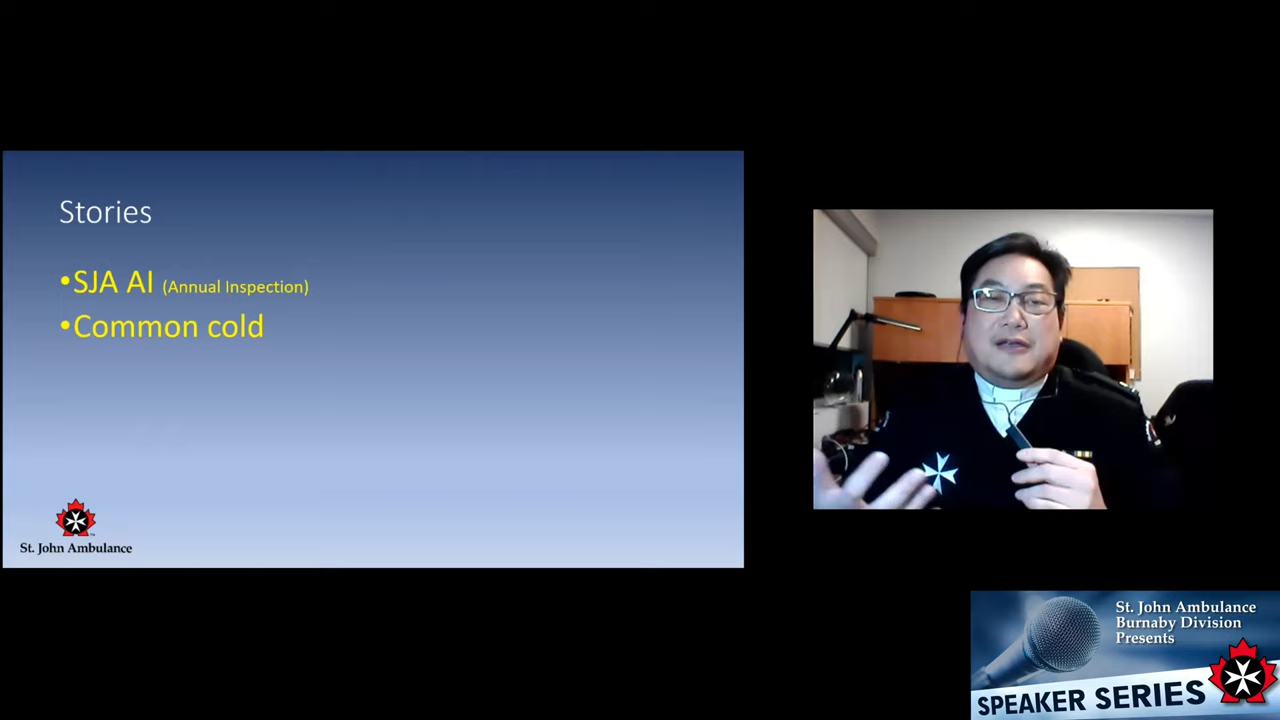 Stories
•SJA AI (Annual Inspection)
•Common cold
St. John Ambulance
St. John Ambulance
Burnaby Division
Presents
SPEAKER SERIES